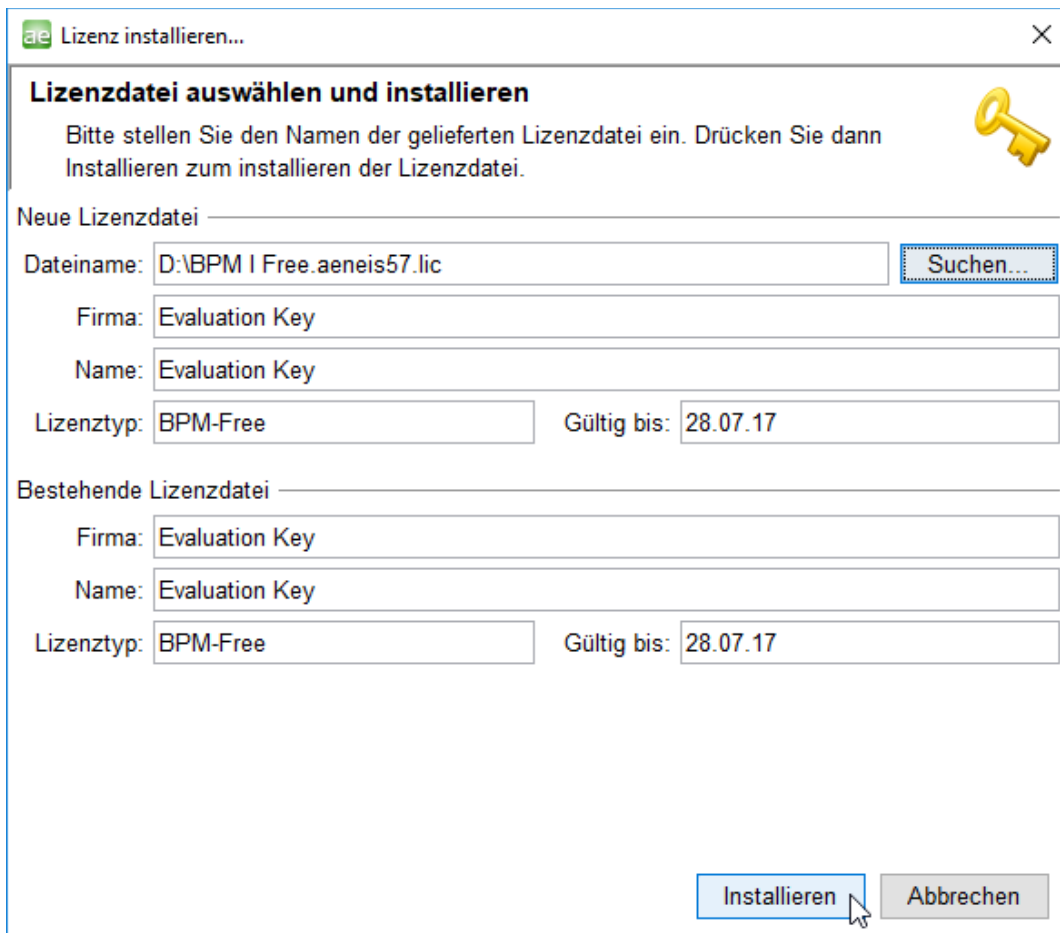 ae Lizenz installieren...
Lizenzdatei auswählen und installieren
Bitte stellen Sie den Namen der gelieferten Lizenzdatei ein. Drücken Sie dann
Installieren zum installieren der Lizenzdatei.
Neue Lizenzdatei
Dateiname: D:\BPM I Free.aeneis57.lic Suchen...
Firma: Evaluation Key
Name: Evaluation Key
Lizenztyp: BPM-Free Gültig bis: 28.07.17
Bestehende Lizenzdatei
Firma: Evaluation Key
Name: Evaluation Key
Lizenztyp: BPM-Free Gültig bis: 28.07.17
Installieren Abbrechen